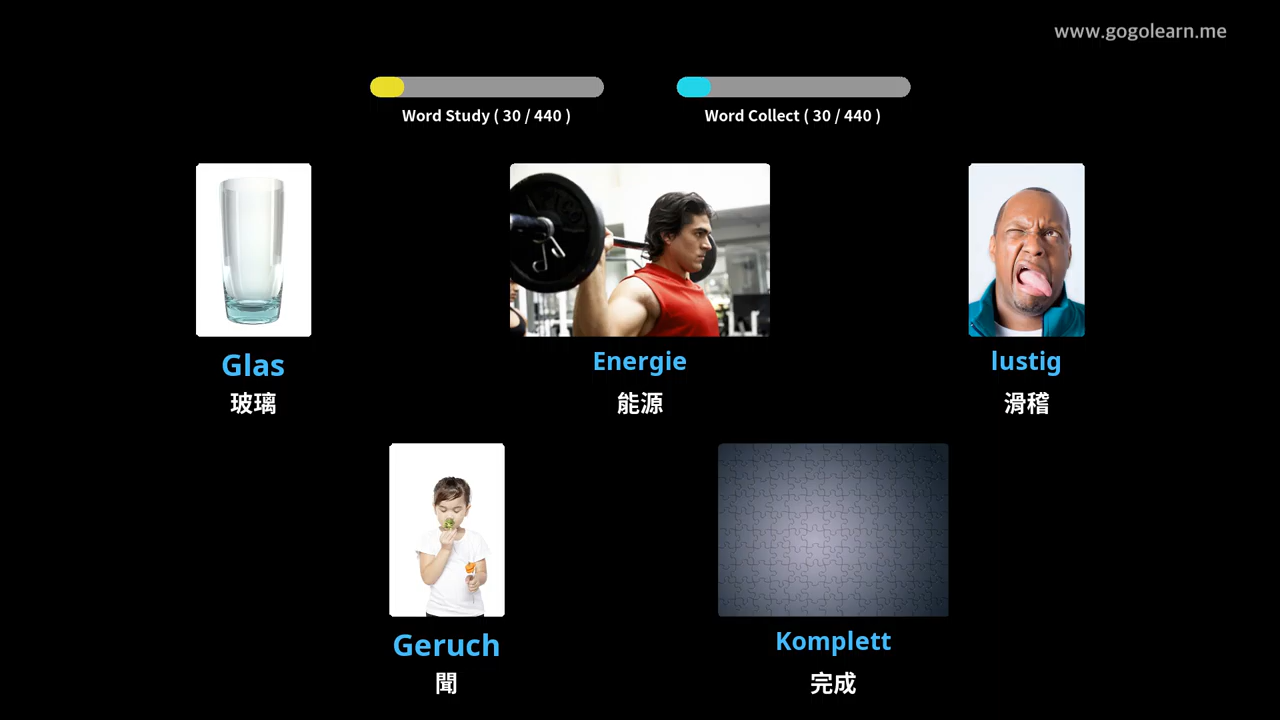 www.gogolearn.me
Word Study ( 30 / 440 )
Word Collect ( 30 / 440 )
Glas
玻璃
Energie
能源
lustig
滑稽
Geruch
聞
Komplett
完成